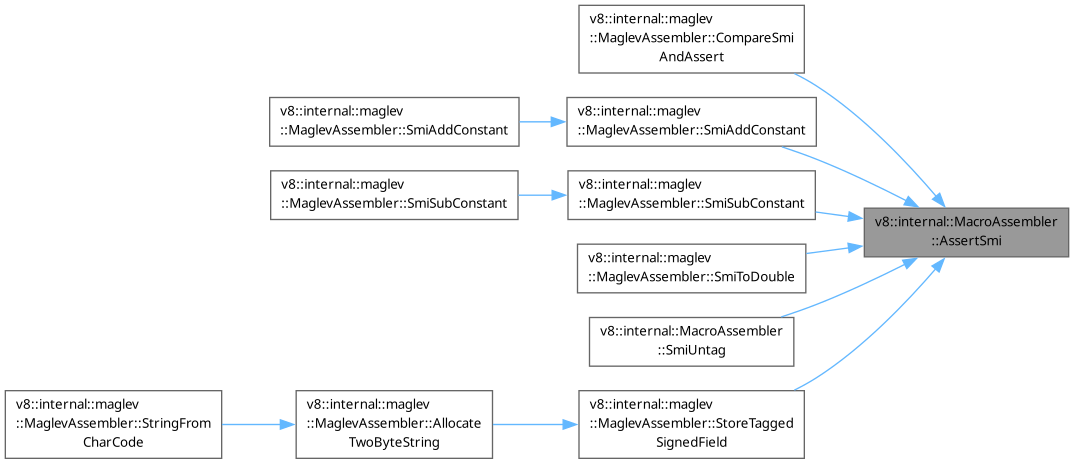 v8::internal::maglev
::MaglevAssembler::CompareSmi
AndAssert
v8::internal::maglev
::MaglevAssembler::SmiAddConstant
v8::internal::maglev
::MaglevAssembler::SmiAddConstant
v8::internal::maglev
::MaglevAssembler::SmiSubConstant
v8::internal::maglev
::MaglevAssembler::SmiSubConstant
v8::internal::MacroAssembler
::AssertSmi
v8::internal::maglev
::MaglevAssembler::SmiToDouble
v8::internal::MacroAssembler
::SmiUntag
v8::internal::maglev
::MaglevAssembler::StringFrom
CharCode
v8::internal::maglev
::MaglevAssembler::Allocate
TwoByteString
v8::internal::maglev
::MaglevAssembler::StoreTagged
SignedField